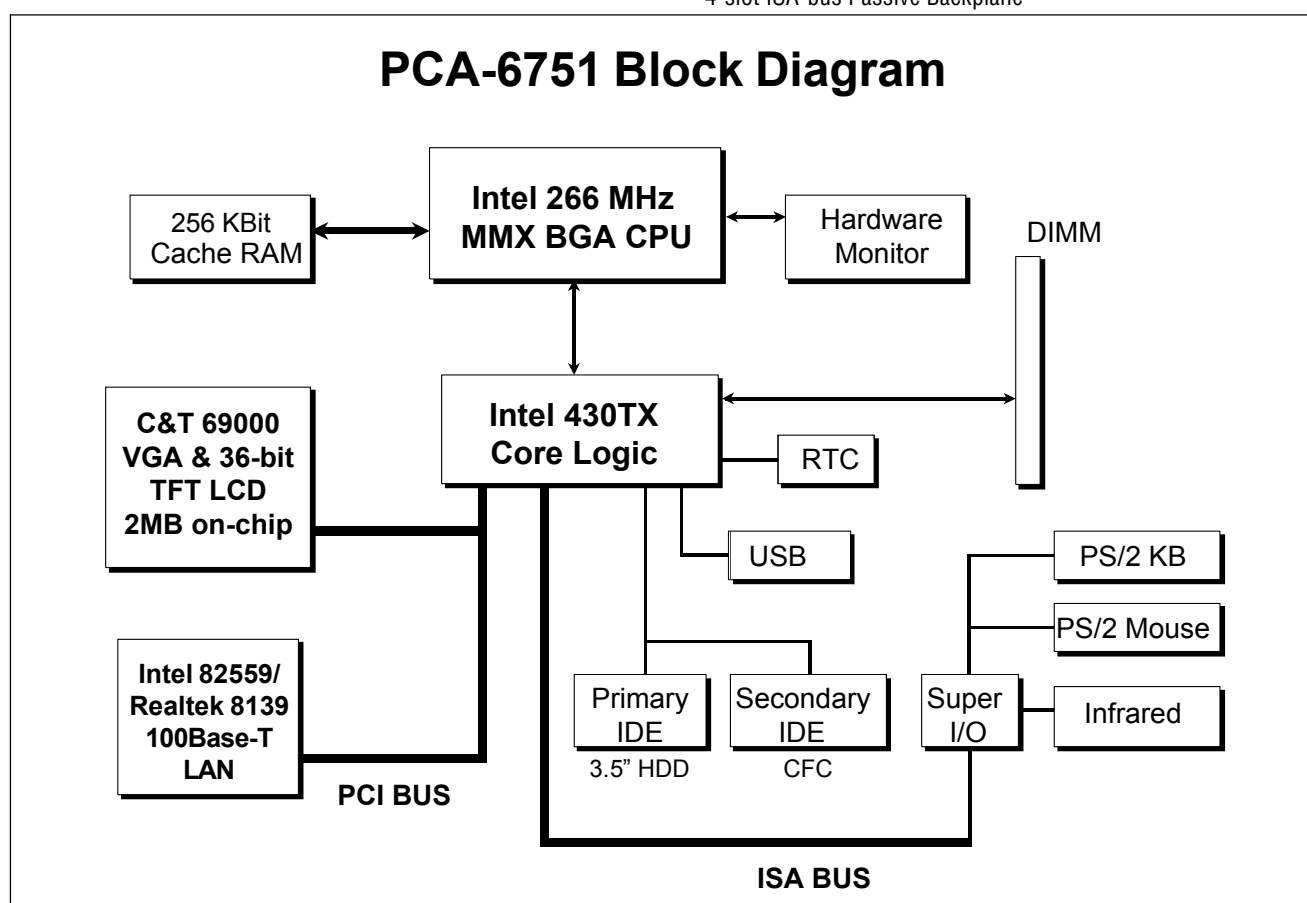 4-slot ISA-bus Passive Backplane
PCA-6751 Block Diagram
256 KBit
Cache RAM
Intel 266 MHz
MMX BGA CPU
Hardware
Monitor
DIMM
C&T 69000
VGA & 36-bit
TFT LCD
2MB on-chip
Intel 430TX
Core Logic
RTC
USB
PS/2 KB
PS/2 Mouse
Intel 82559/
Realtek 8139
100Base-T
LAN
Primary
IDE
3.5” HDD
Secondary
IDE
CFC
Super
I/O
Infrared
PCI BUS
ISA BUS